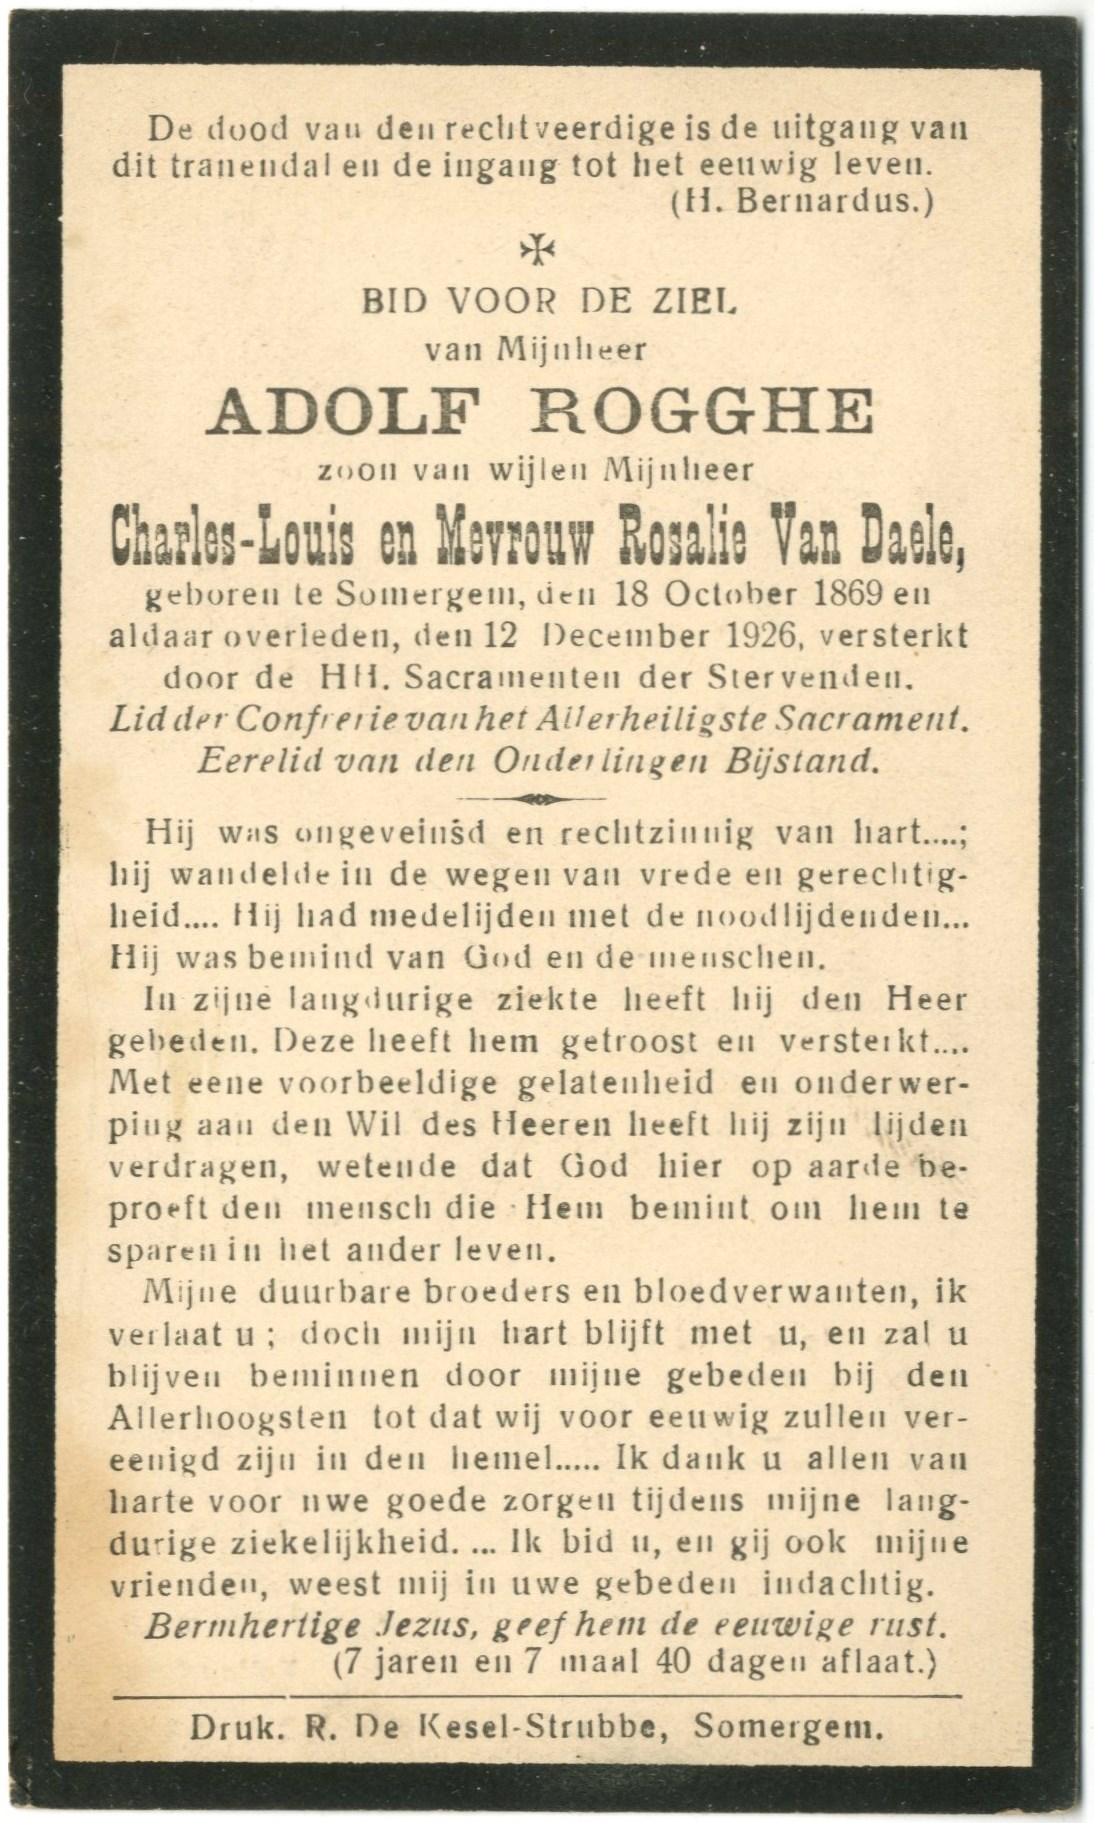 De dood van den rechtveerdige is de uitgang van
dit tranendal en de ingang tot het eeuwig leven.
(H. Bernardus.)
BID VOOR DE ZIEL
van Mijnheer
ADOLF ROGGHE
zoon van wijlen Mijnheer
Charles-Louis en Mevrouw Rosalie Van Daele,
geboren te Somergem, den 18 October 1869 en
aldaar overleden, den 12 December 1926, versterkt
door de HH. Sacramenten der Stervenden.
Lid der Confrerie van het Allerheiligste Sacrament.
Eerelid van den Onderlingen Bijstand.
Hij was ongeveinsd en rechtzinnig van hart....;
hij wandelde in de wegen van vrede en gerechtig-
heid.... Hij had medelijden met de noodlijdenden...
Hij was bemind van God en de menschen.
In zijne langdurige ziekte heeft hij den Heer
gebeden. Deze heeft hem getroost en versterkt....
Met eene voorbeeldige gelatenheid en onderwer-
ping aan den Wil des Heeren heeft hij zijn lijden
verdragen, wetende dat God hier op aarde be-
proeft den mensch die Hem bemint om hem te
sparen in het ander leven.
Mijne duurbare broeders en bloedverwanten, ik
verlaat u ; doch mijn hart blijft met u, en zal u
blijven beminnen door mijne gebeden bij den
Allerhoogsten tot dat wij voor eeuwig zullen ver-
eenigd zijn in den hemel..... Ik dank u allen van
harte voor uwe goede zorgen tijdens mijne lang-
durige ziekelijkheid. ... Ik bid u, en gij ook mijne
vrienden, weest mij in uwe gebeden indachtig.
Bermhertige Jezus, geef hem de eeuwige rust.
(7 jaren en 7 maal 40 dagen aflaat.)
Druk. R. De Kesel-Strubbe, Somergem.